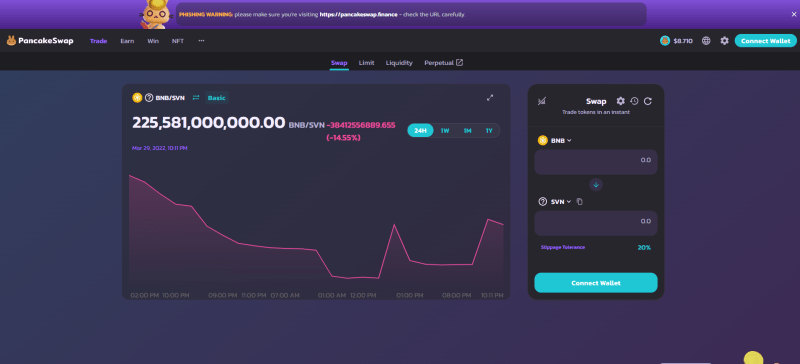 PHISHING WARNING: please make sure you're visiting https://pancakeswap.finance - check the URL carefully.
PancakeSwap Trade Earn Win NFT ... $8.710 Connect Wallet
Swap Limit Liquidity Perpetual
BNB/SVN Basic
225,581,000,000.00 BNB/SVN -38412556889.655
(-14.55%)
24H 1W 1M 1Y
Mar 29, 2022, 10:11 PM
03:00 PM 10:00 PM 09:00 PM 11:00 PM 07:00 AM 01:00 AM 12:00 PM 01:00 PM 08:00 PM 10:11 PM
Swap
Trade tokens in an instant
BNB
0.0
SVN
0.0
Slippage Tolerance 20%
Connect Wallet